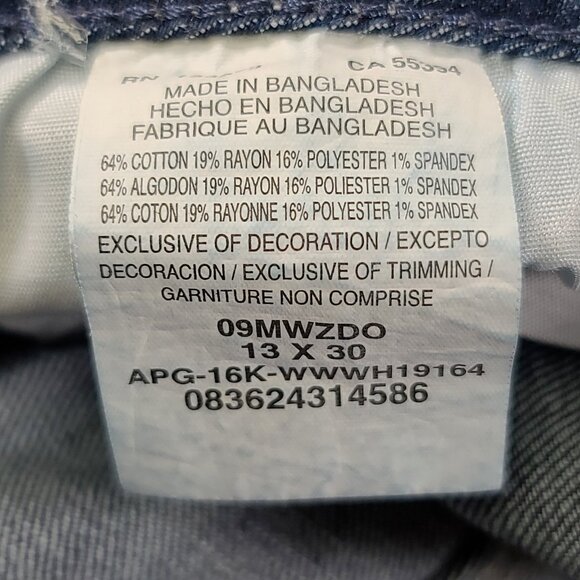 RN CA 55354
MADE IN BANGLADESH
HECHO EN BANGLADESH
FABRIQUE AU BANGLADESH
64% COTTON 19% RAYON 16% POLYESTER 1% SPANDEX
64% ALGODON 19% RAYON 16% POLIESTER 1% SPANDEX
64% COTON 19% RAYONNE 16% POLYESTER 1% SPANDEX
EXCLUSIVE OF DECORATION / EXCEPTO
DECORACION / EXCLUSIVE OF TRIMMING /
GARNITURE NON COMPRISE
09MWZDO
13 X 30
APG-16K-WWWH19164
083624314586